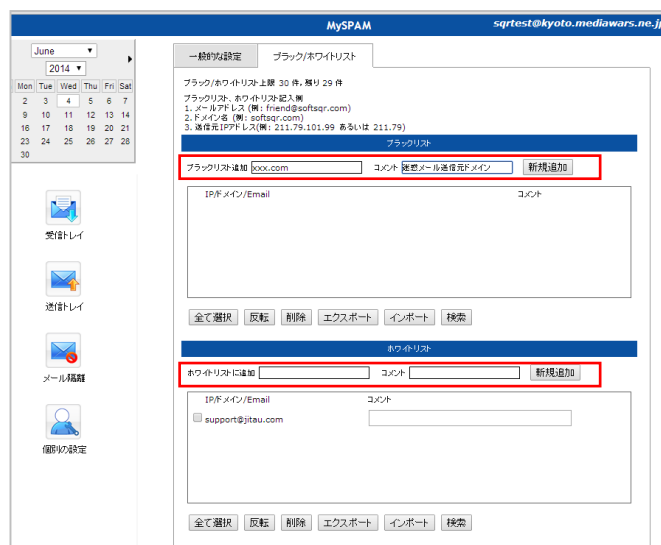 MySPAM
sqrtest@kyoto.mediawars.ne.jp
June
2014
Mon Tue Wed Thu Fri Sat
2 3 4 5 6 7
9 10 11 12 13 14
16 17 18 19 20 21
23 24 25 26 27 28
30
受信トレイ
送信トレイ
メール隔離
個別の設定
一般的な設定
ブラック/ホワイトリスト
ブラック/ホワイトリスト上限 30 件, 残り 29 件
ブラックリスト、ホワイトリスト記入例
1. メールアドレス (例: friend@softsqr.com)
2. ドメイン名 (例: softsqr.com)
3. 送信元IPアドレス(例: 211.79.101.99 あるいは 211.79)
ブラックリスト
ブラックリスト追加 xxx.com コメント 迷惑メール送信元ドメイン 新規追加
IP/ドメイン/Email コメント
全て選択 反転 削除 エクスポート インポート 検索
ホワイトリスト
ホワイトリストに追加 コメント 新規追加
IP/ドメイン/Email コメント
support@jitau.com
全て選択 反転 削除 エクスポート インポート 検索